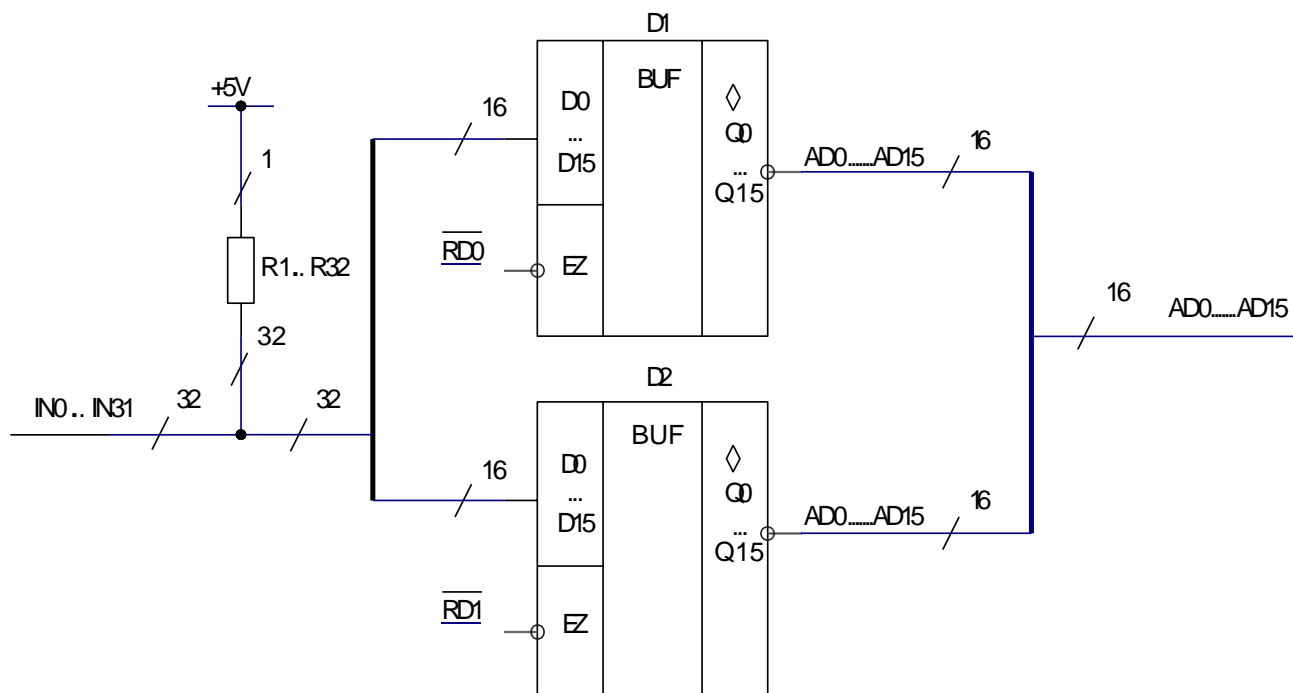 D1
BUF
D0
...
D15
EZ
◊
Q0
...
Q15
+5V
1
R1.. R32
32
IN0.. IN31
32
32
16
16
RD0
RD1
AD0.......AD15
16
16
AD0.......AD15
D2
BUF
D0
...
D15
EZ
◊
Q0
...
Q15
AD0.......AD15
16